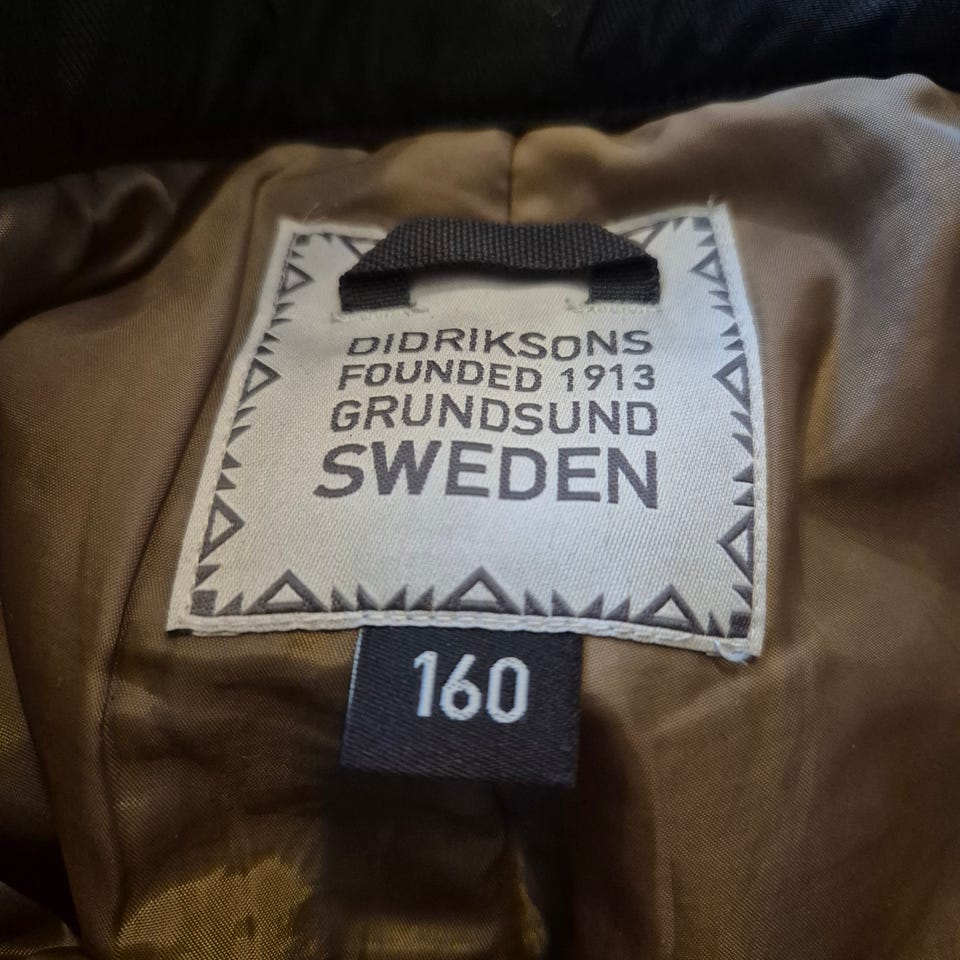 DIDRIKSONS
FOUNDED 1913
GRUNDSUND
SWEDEN
160